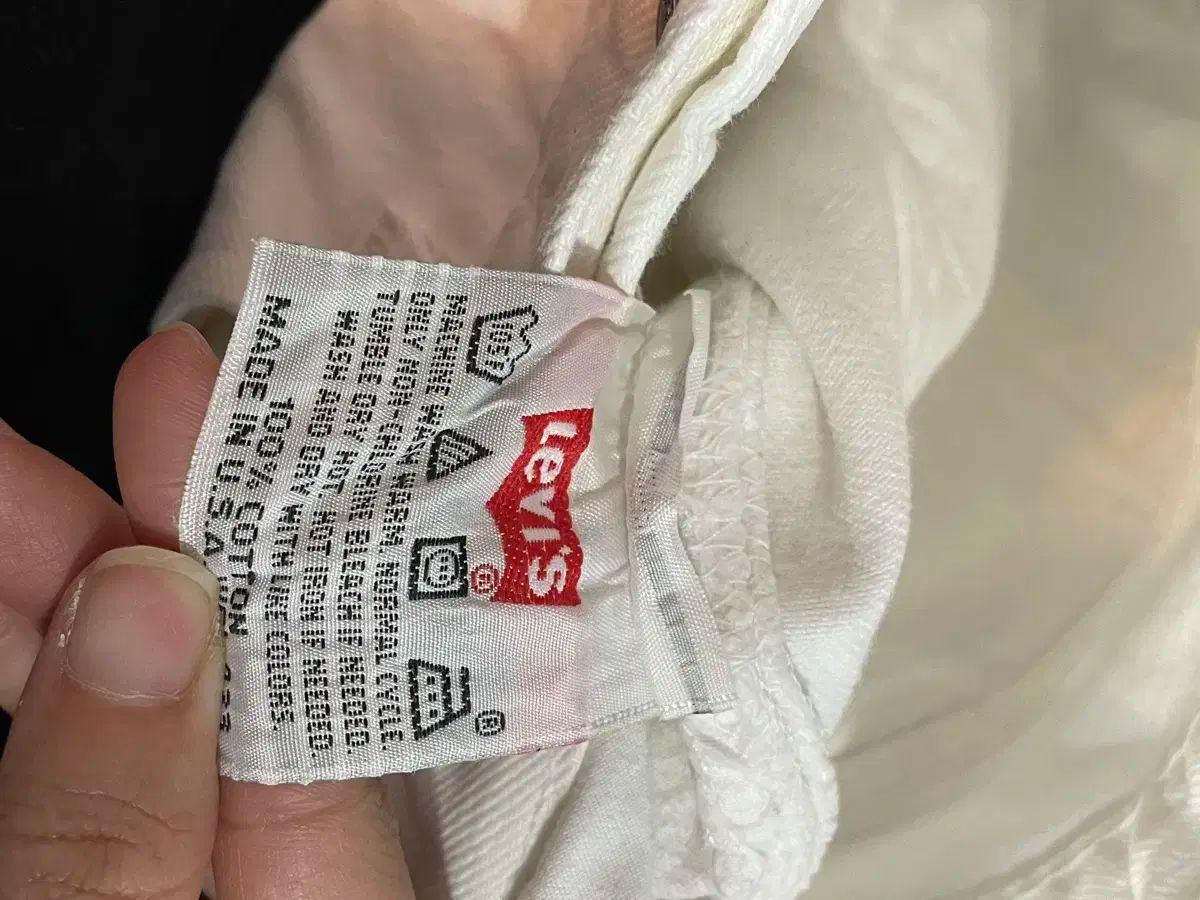 Levi's
®
®
MACHINE WASH WARM, NORMAL CYCLE.
ONLY NON-CHLORINE BLEACH IF NEEDED.
TUMBLE DRY HOT. HOT IRON IF NEEDED.
WASH AND DRY WITH LIKE COLORS.
100% COTTON
MADE IN U.S.A.